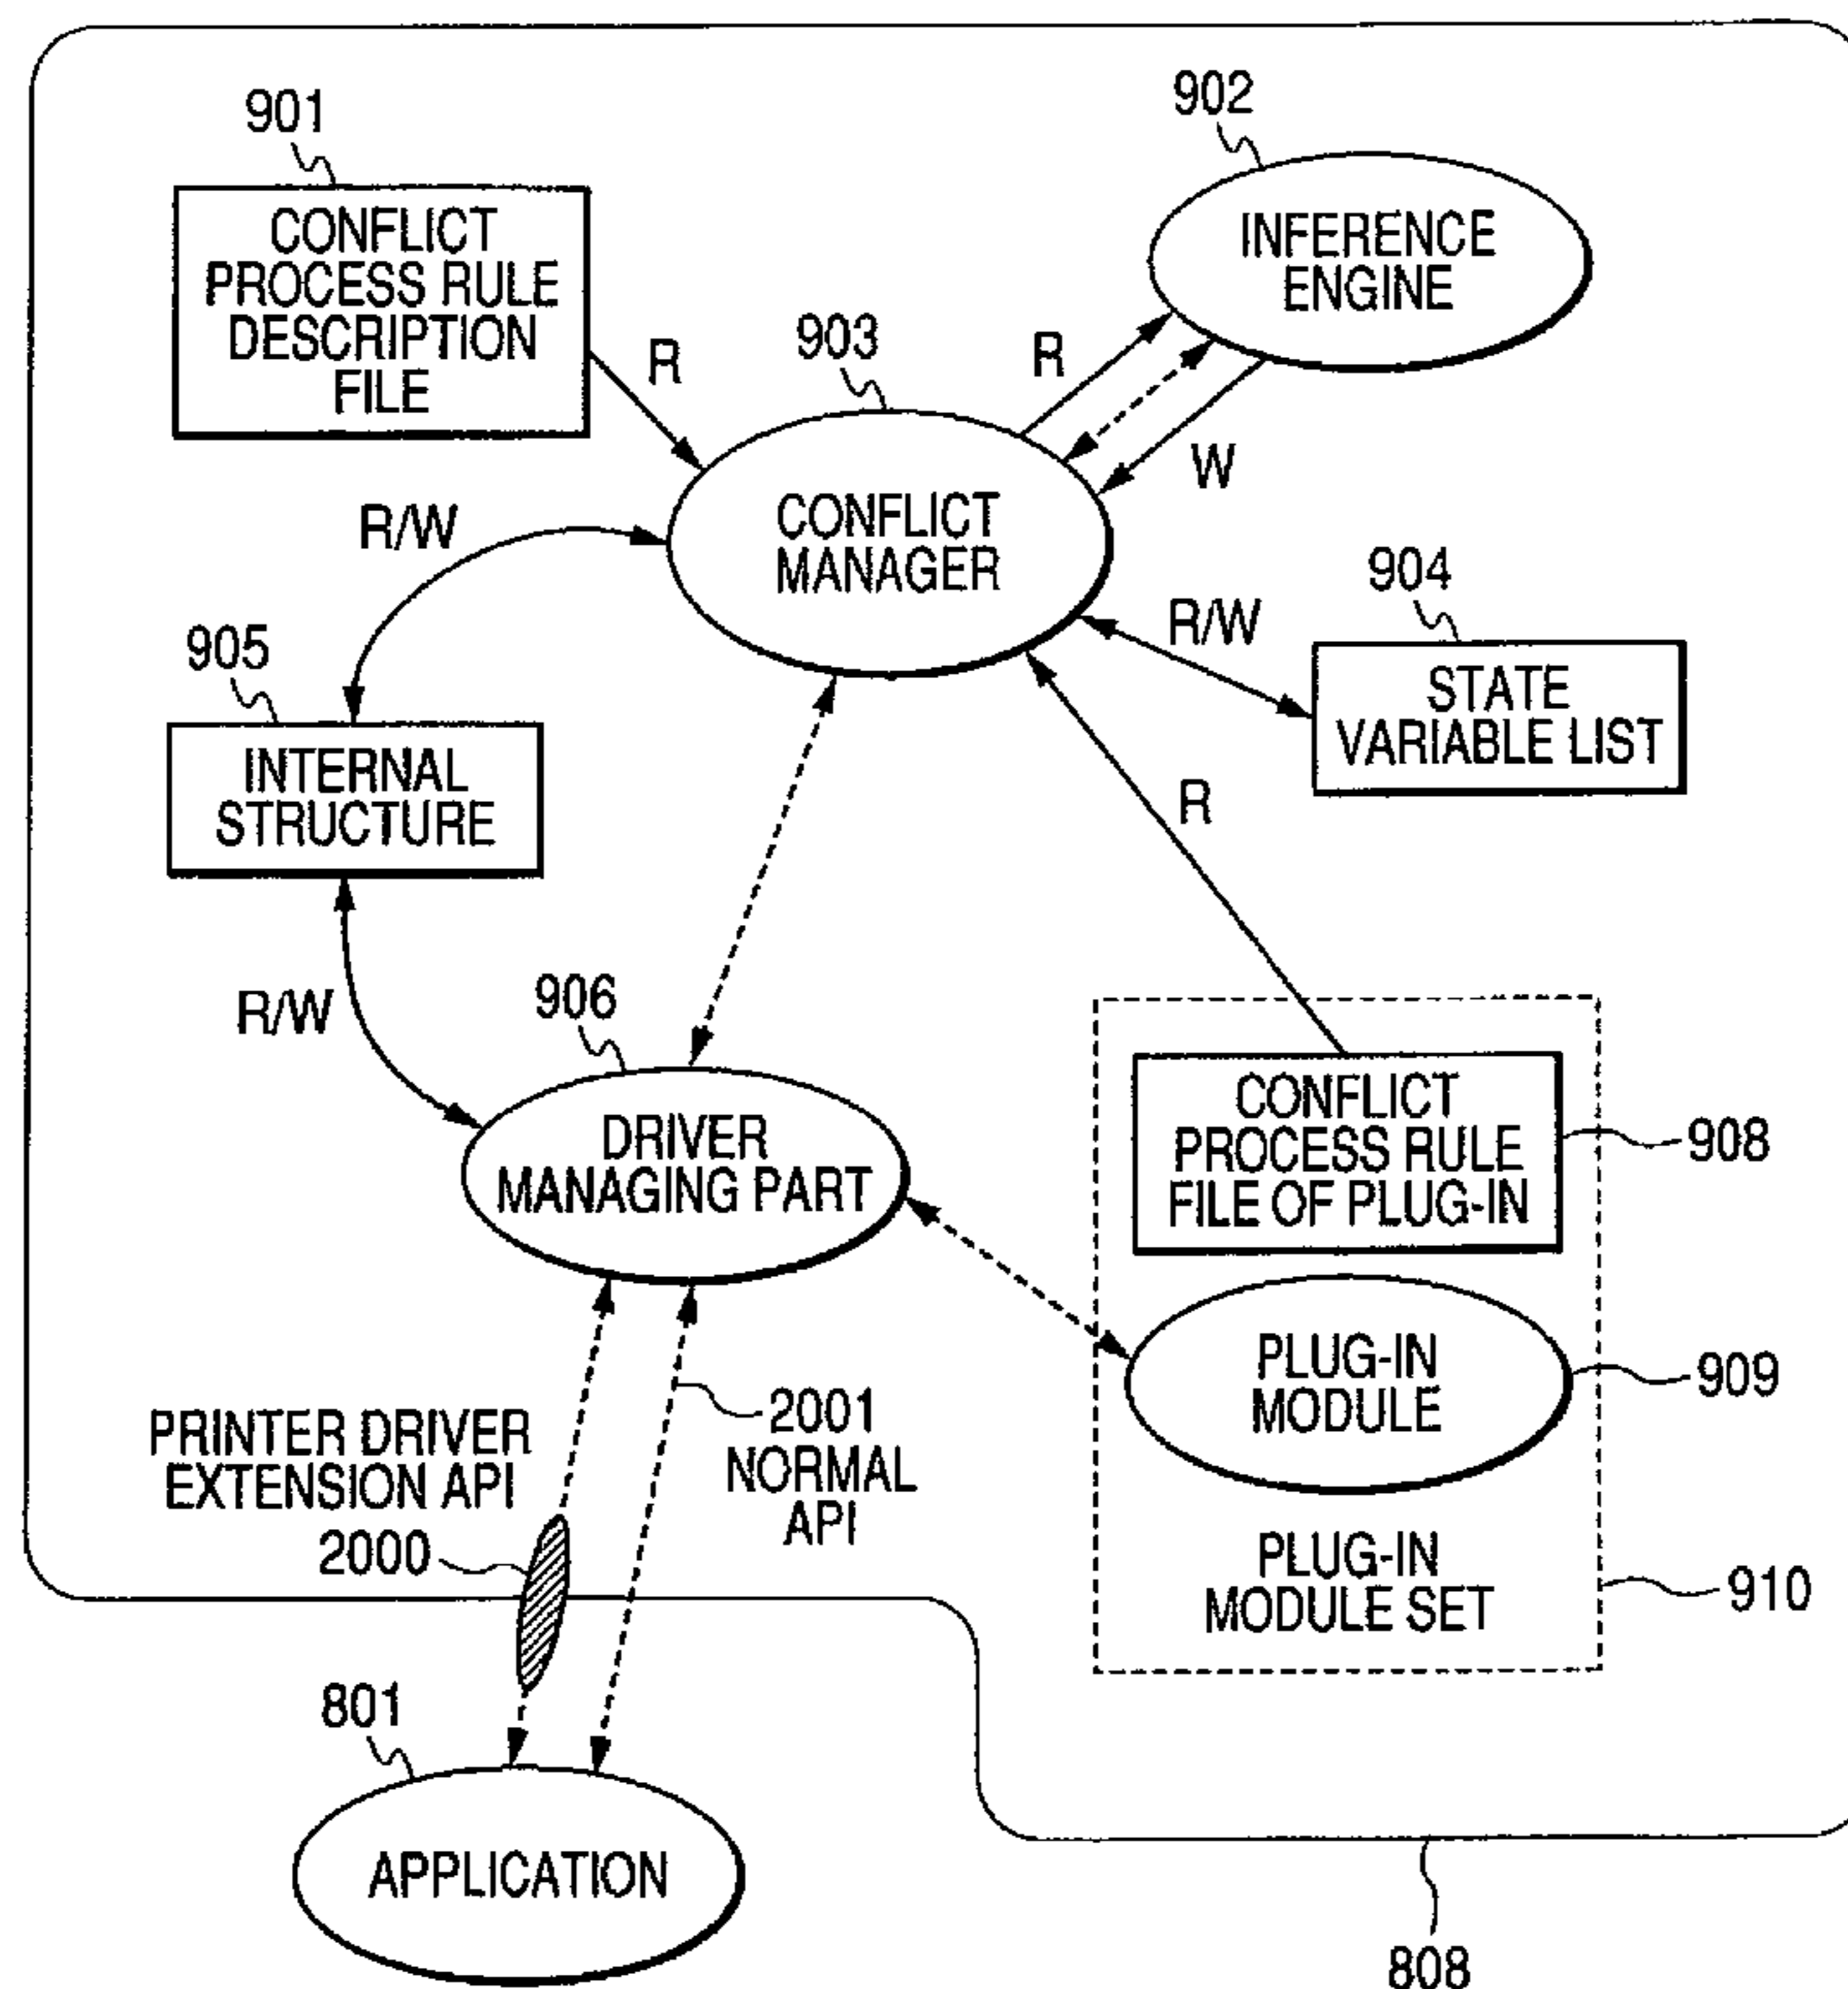 901
CONFLICT
PROCESS RULE
DESCRIPTION
FILE
902
INFERENCE
ENGINE
R
903
R
W
CONFLICT
MANAGER
R/W
904
R/W
STATE
VARIABLE LIST
905
INTERNAL
STRUCTURE
R
R/W
906
DRIVER
MANAGING PART
CONFLICT
PROCESS RULE
FILE OF PLUG-IN
908
PLUG-IN
MODULE
909
PRINTER DRIVER
EXTENSION API
2000
2001
NORMAL
API
PLUG-IN
MODULE SET
910
801
APPLICATION
808